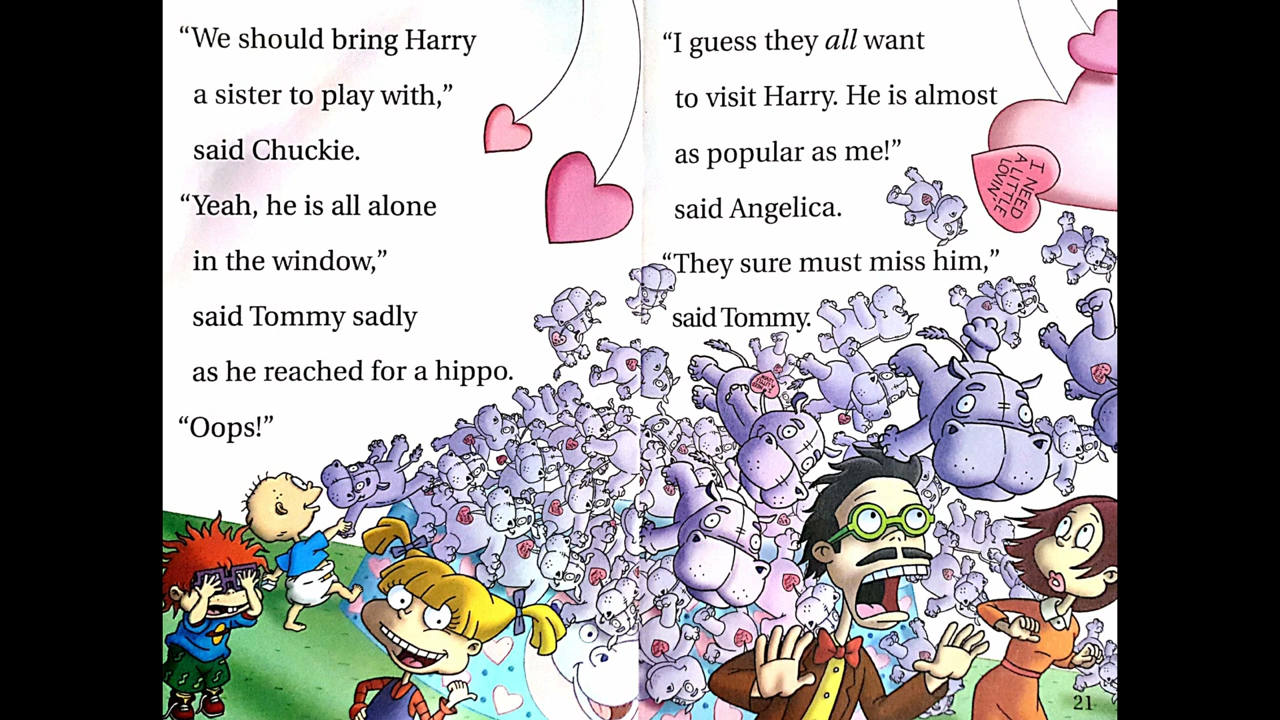 “We should bring Harry
a sister to play with,”
said Chuckie.
“Yeah, he is all alone
in the window,”
said Tommy sadly
as he reached for a hippo.
“Oops!”
“I guess they all want
to visit Harry. He is almost
as popular as me!”
said Angelica.
“They sure must miss him,”
said Tommy.
I NEED
A LITTLE
LOVIN’!
21